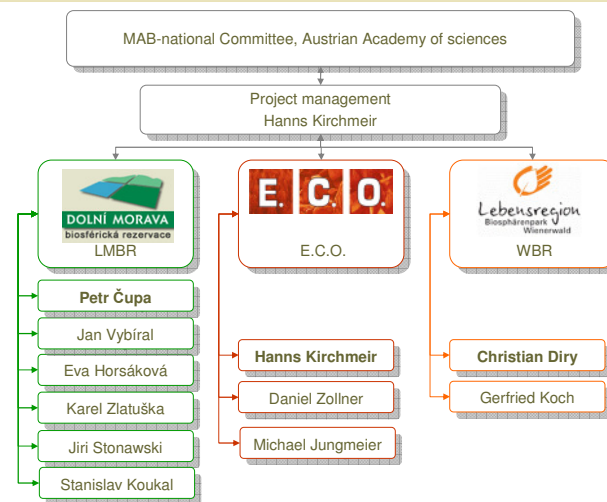 MAB-national Committee, Austrian Academy of sciences
Project management
Hanns Kirchmeir
DOLNÍ MORAVA
biosférická rezervace
LMBR
E. C. O.
E.C.O.
Lebensregion
Biosphärenpark
Wienerwald
WBR
Petr Čupa
Jan Vybíral
Eva Horsáková
Karel Zlatuška
Jiri Stonawski
Stanislav Koukal
Hanns Kirchmeir
Daniel Zollner
Michael Jungmeier
Christian Diry
Gerfried Koch